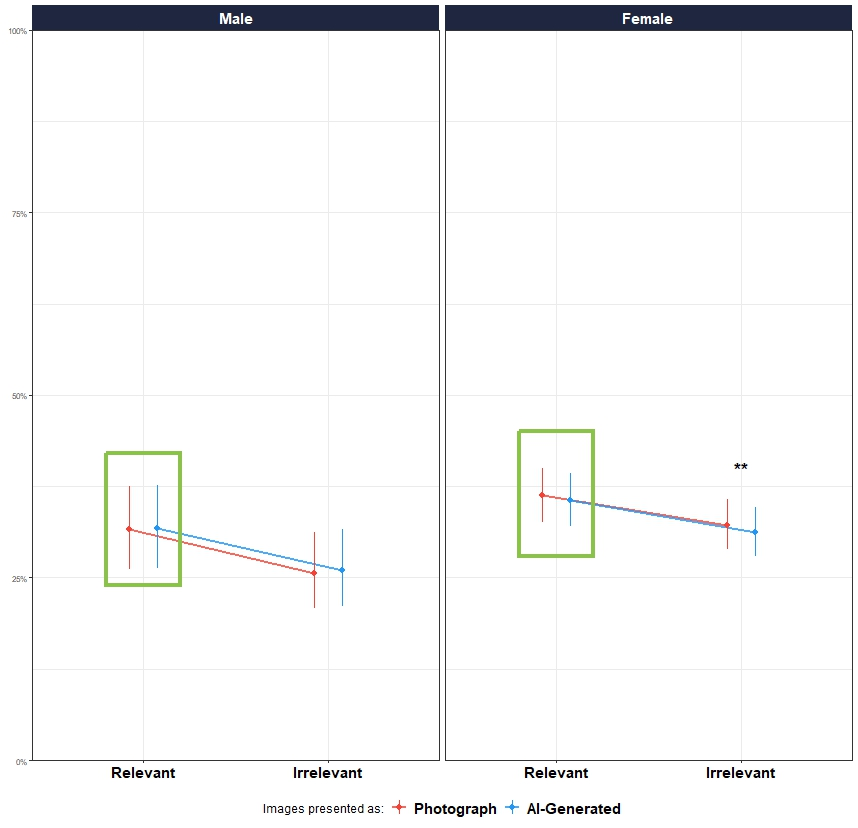 Male Female
100%
75%
50%
**
25%
0%
Relevant Irrelevant Relevant Irrelevant
Images presented as: Photograph AI-Generated